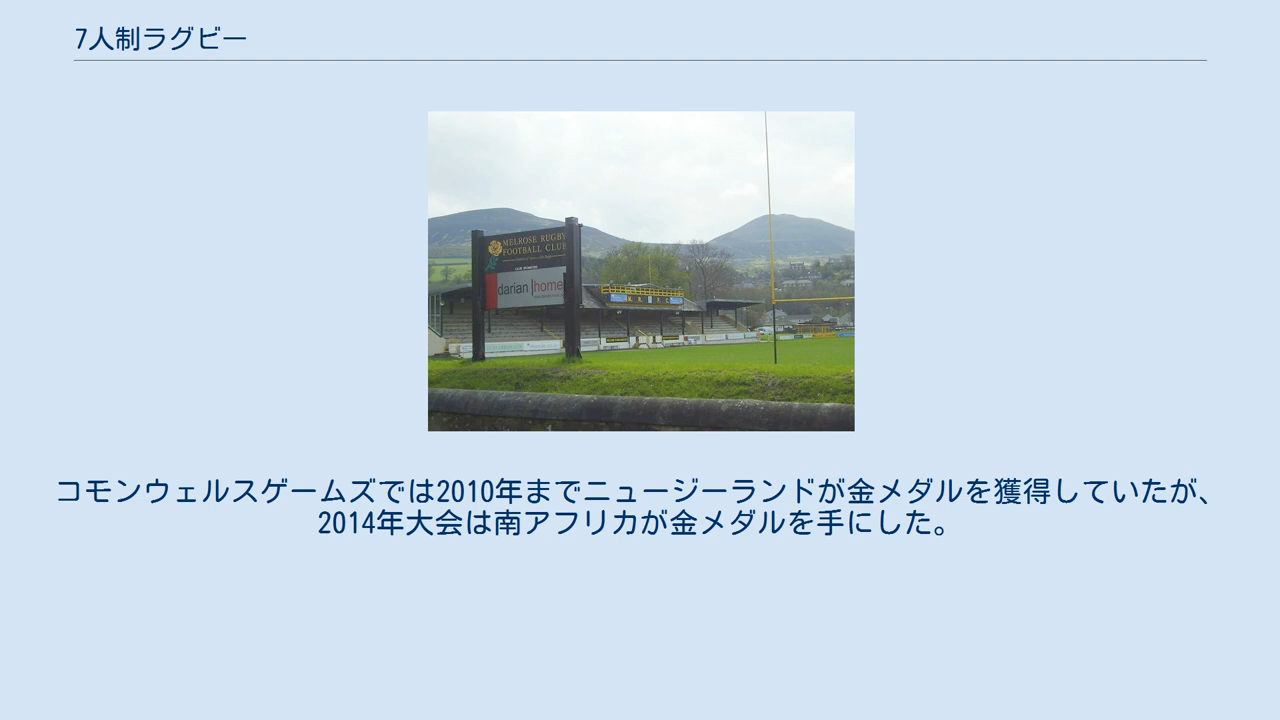 7人制ラグビー
MELROSE RUGBY
FOOTBALL CLUB
darian home
コモンウェルスゲームズでは2010年までニュージーランドが金メダルを獲得していたが、
2014年大会は南アフリカが金メダルを手にした。